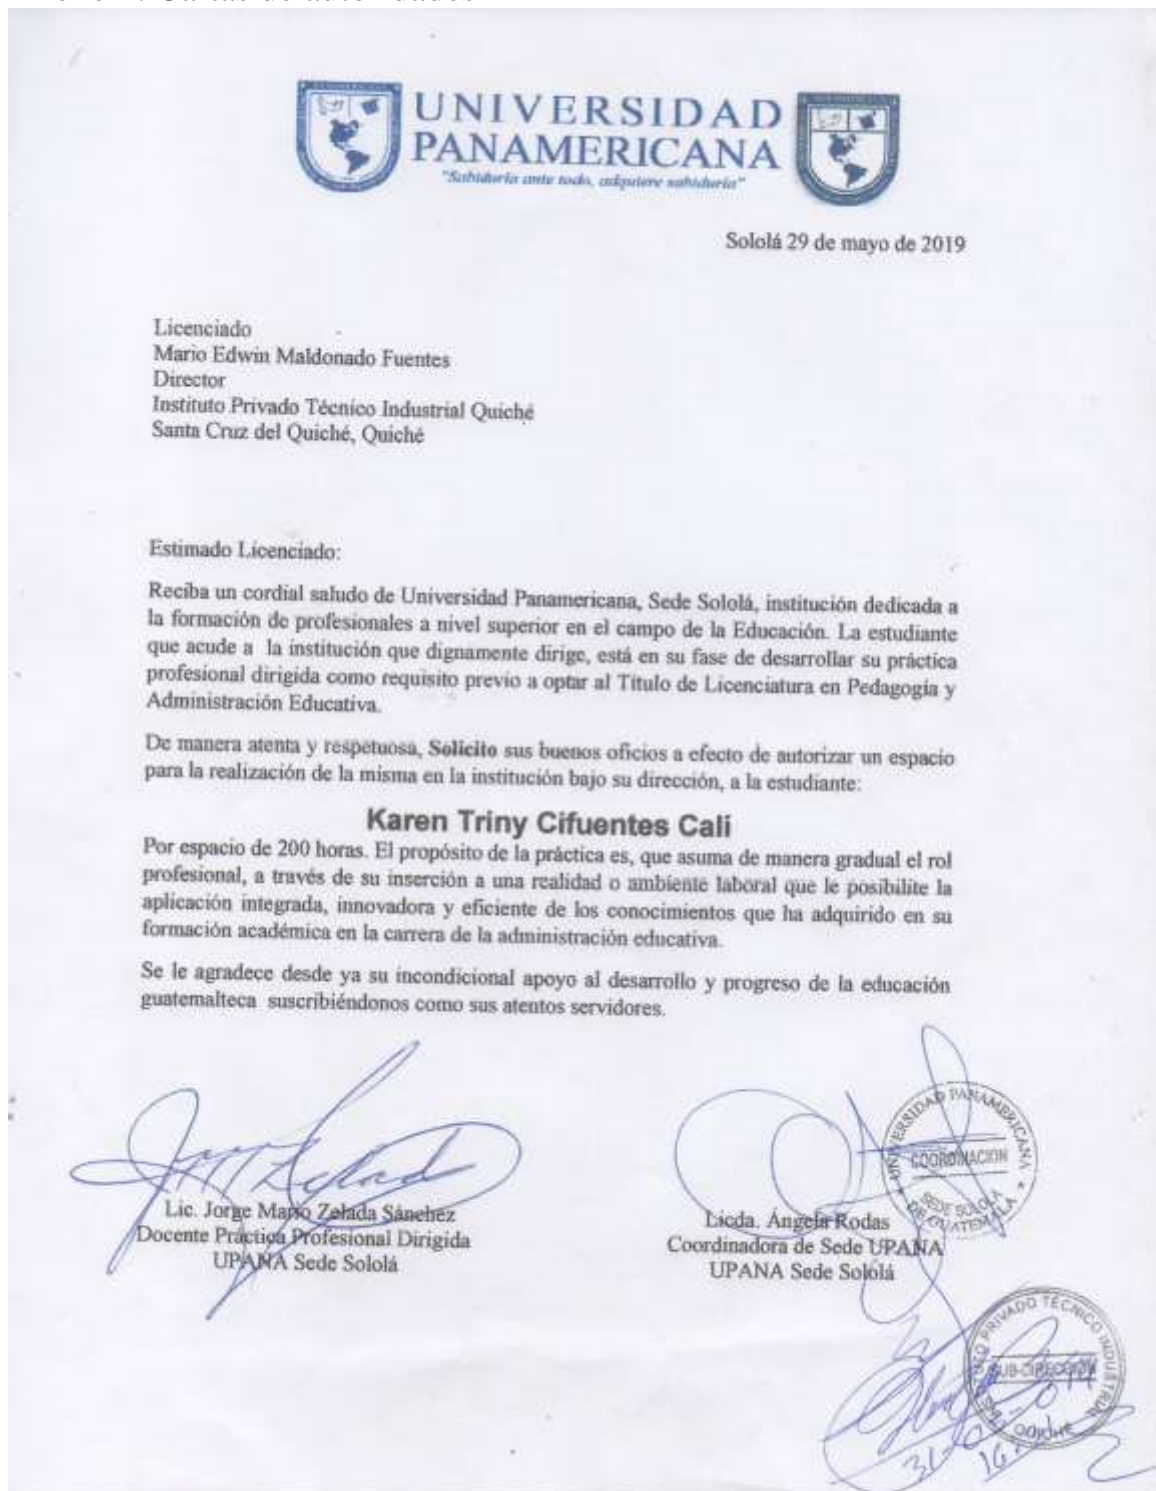 UNIVERSIDAD
PANAMERICANA
"Sabiduría ante todo, adquiere sabiduría"
Sololá 29 de mayo de 2019
Licenciado
Mario Edwin Maldonado Fuentes
Director
Instituto Privado Técnico Industrial Quiché
Santa Cruz del Quiché, Quiché
Estimado Licenciado:
Reciba un cordial saludo de Universidad Panamericana, Sede Sololá, institución dedicada a
la formación de profesionales a nivel superior en el campo de la Educación. La estudiante
que acude a la institución que dignamente dirige, está en su fase de desarrollar su práctica
profesional dirigida como requisito previo a optar al Título de Licenciatura en Pedagogía y
Administración Educativa.
De manera atenta y respetuosa, Solicito sus buenos oficios a efecto de autorizar un espacio
para la realización de la misma en la institución bajo su dirección, a la estudiante:
Karen Triny Cifuentes Cali
Por espacio de 200 horas. El propósito de la práctica es, que asuma de manera gradual el rol
profesional, a través de su inserción a una realidad o ambiente laboral que le posibilite la
aplicación integrada, innovadora y eficiente de los conocimientos que ha adquirido en su
formación académica en la carrera de la administración educativa.
Se le agradece desde ya su incondicional apoyo al desarrollo y progreso de la educación
guatemalteca suscribiéndonos como sus atentos servidores.
Lic. Jorge Mario Zelada Sánchez
Docente Práctica Profesional Dirigida
UPANA Sede Sololá
UNIVERSIDAD PANAMERICANA
COORDINACION
SEDE SOLOLA
DE GUATEMALA
Licda. Ángela Rodas
Coordinadora de Sede UPANA
UPANA Sede Sololá
PRIVADO TÉCNICO INDUSTRIAL
SUB-DIRECCIÓN
QUICHÉ